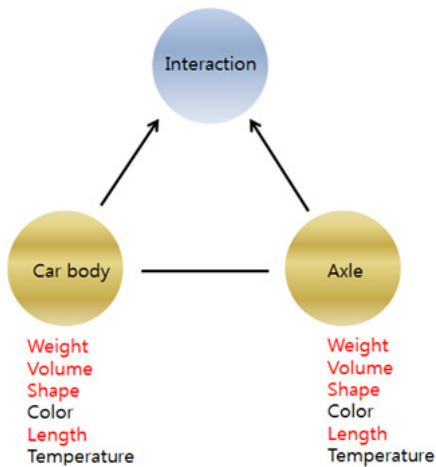 Interaction
Car body
Axle
Weight
Volume
Shape
Color
Length
Temperature
Weight
Volume
Shape
Color
Length
Temperature